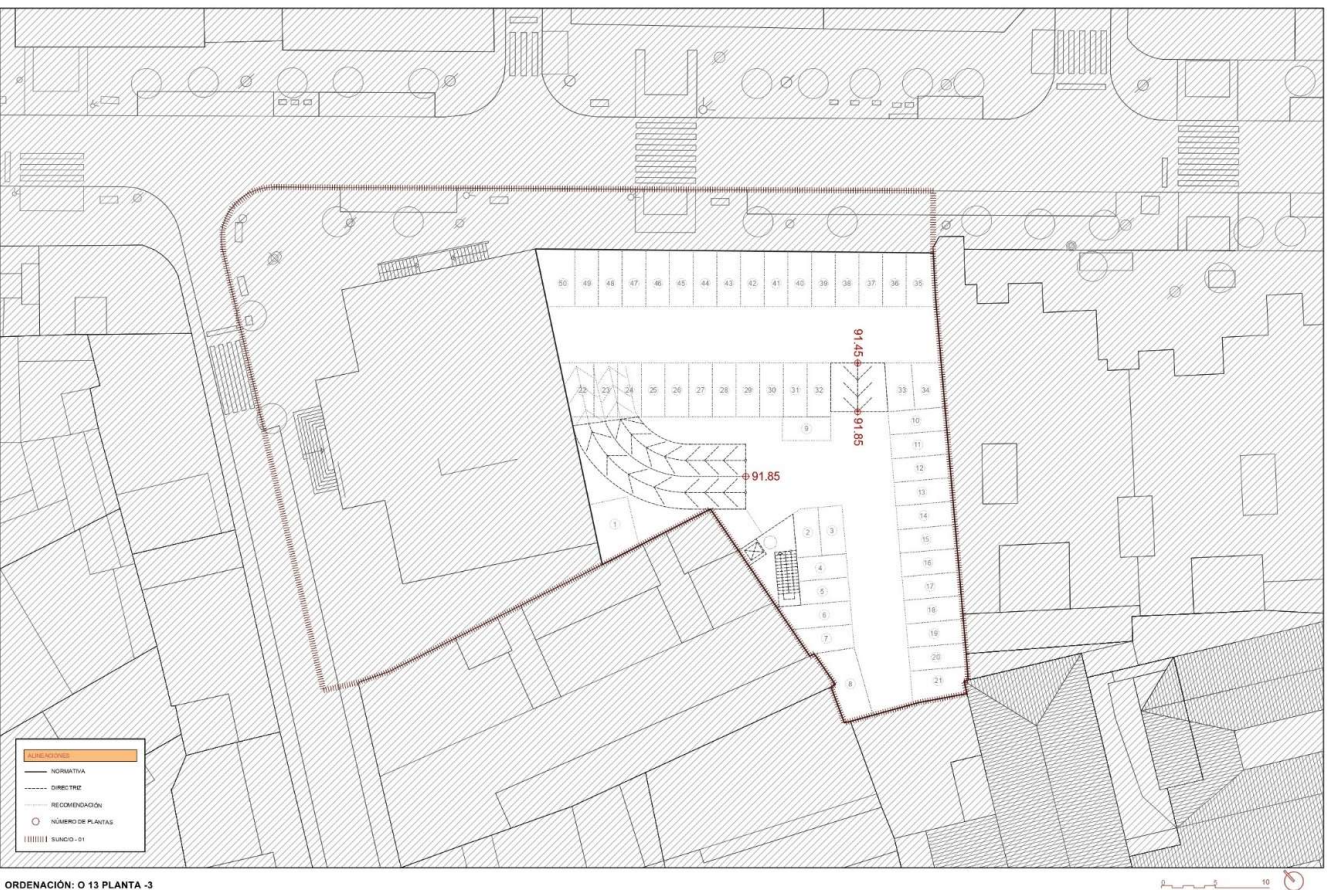 50 49 48 47 46 45 44 43 42 41 40 39 38 37 36 35
91.45
22 23 24 25 26 27 28 29 30 31 32 33 34
91.85
9
10
11
91.85
12
13
1
2 3
14
15
4
16
5
17
6
18
7
19
20
8
21
ALINEACIONES
NORMATIVA
DIRECTRIZ
RECOMENDACIÓN
NÚMERO DE PLANTAS
SUNC/O - 01
ORDENACIÓN: O 13 PLANTA -3
0 5 10